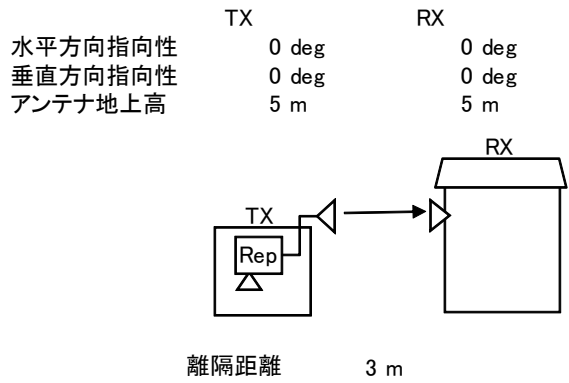 TX RX
水平方向指向性 0 deg 0 deg
垂直方向指向性 0 deg 0 deg
アンテナ地上高 5 m 5 m
RX
TX
Rep
離隔距離 3 m